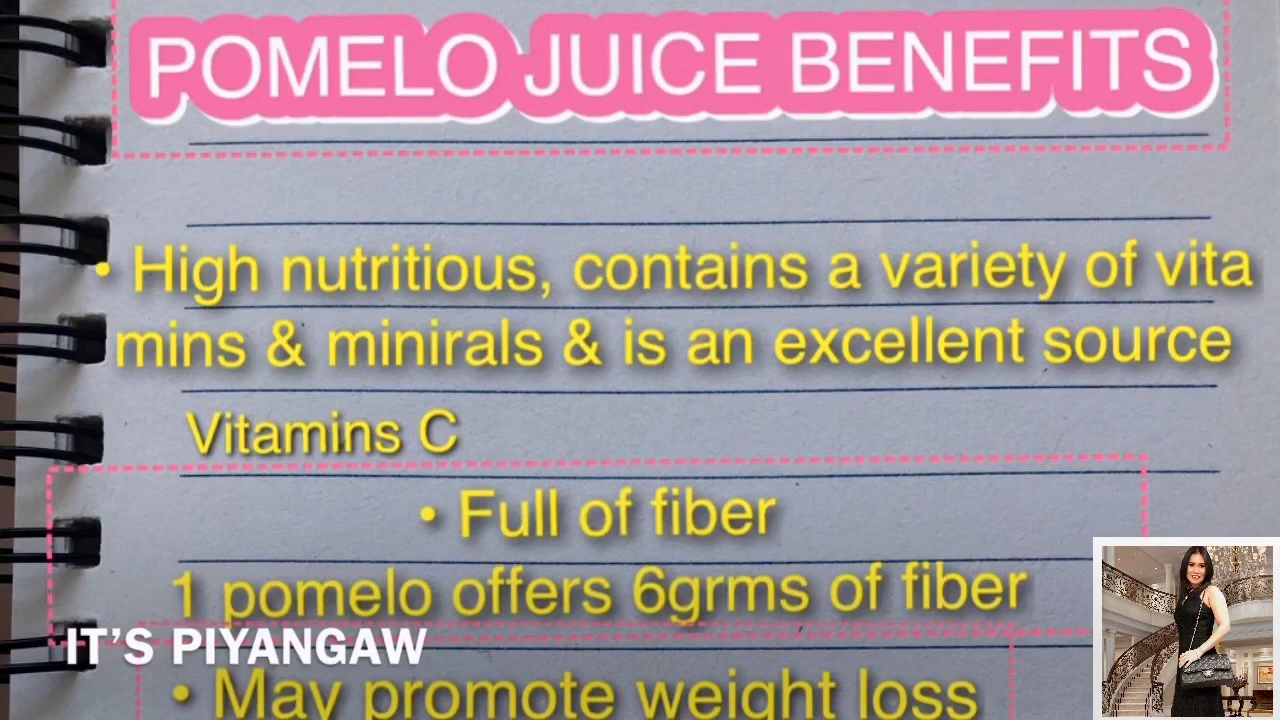 POMELO JUICE BENEFITS
• High nutritious, contains a variety of vita
mins & minirals & is an excellent source
Vitamins C
• Full of fiber
1 pomelo offers 6grms of fiber
IT'S PIYANGAW
• May promote weight loss